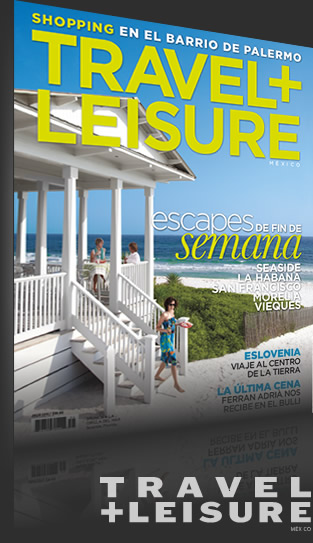 SHOPPING EN EL BARRIO DE PALERMO
TRAVEL+
LEISURE
MÉXICO
escapes DE FIN DE
semana
SEASIDE
LA HABANA
SAN FRANCISCO
MORELIA
VIEQUES
ESLOVENIA
VIAJE AL CENTRO
DE LA TIERRA
LA ÚLTIMA CENA
FERRAN ADRIA NOS
RECIBE EN EL BULLI
TRAVEL
+LEISURE
MÉXICO